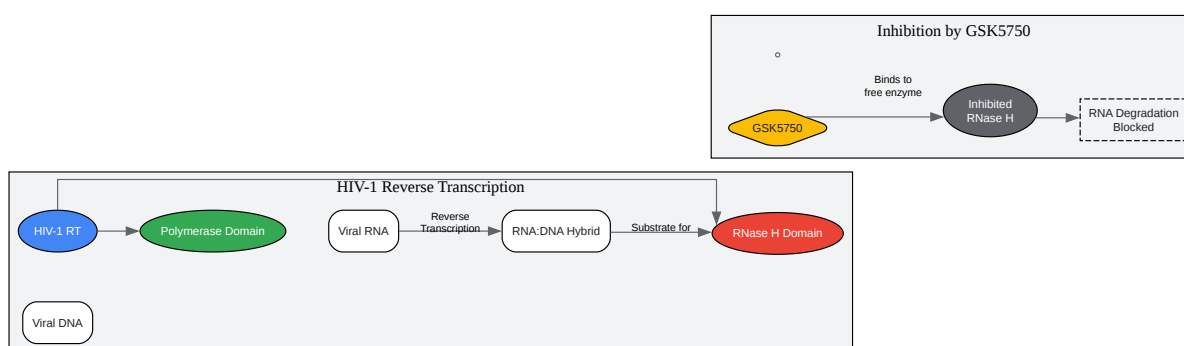 Inhibition by GSK5750
Binds to
free enzyme
GSK5750
Inhibited
RNase H
RNA Degradation
Blocked
HIV-1 Reverse Transcription
HIV-1 RT
Polymerase Domain
Viral RNA
Reverse
Transcription
RNA:DNA Hybrid
Substrate for
RNase H Domain
Viral DNA